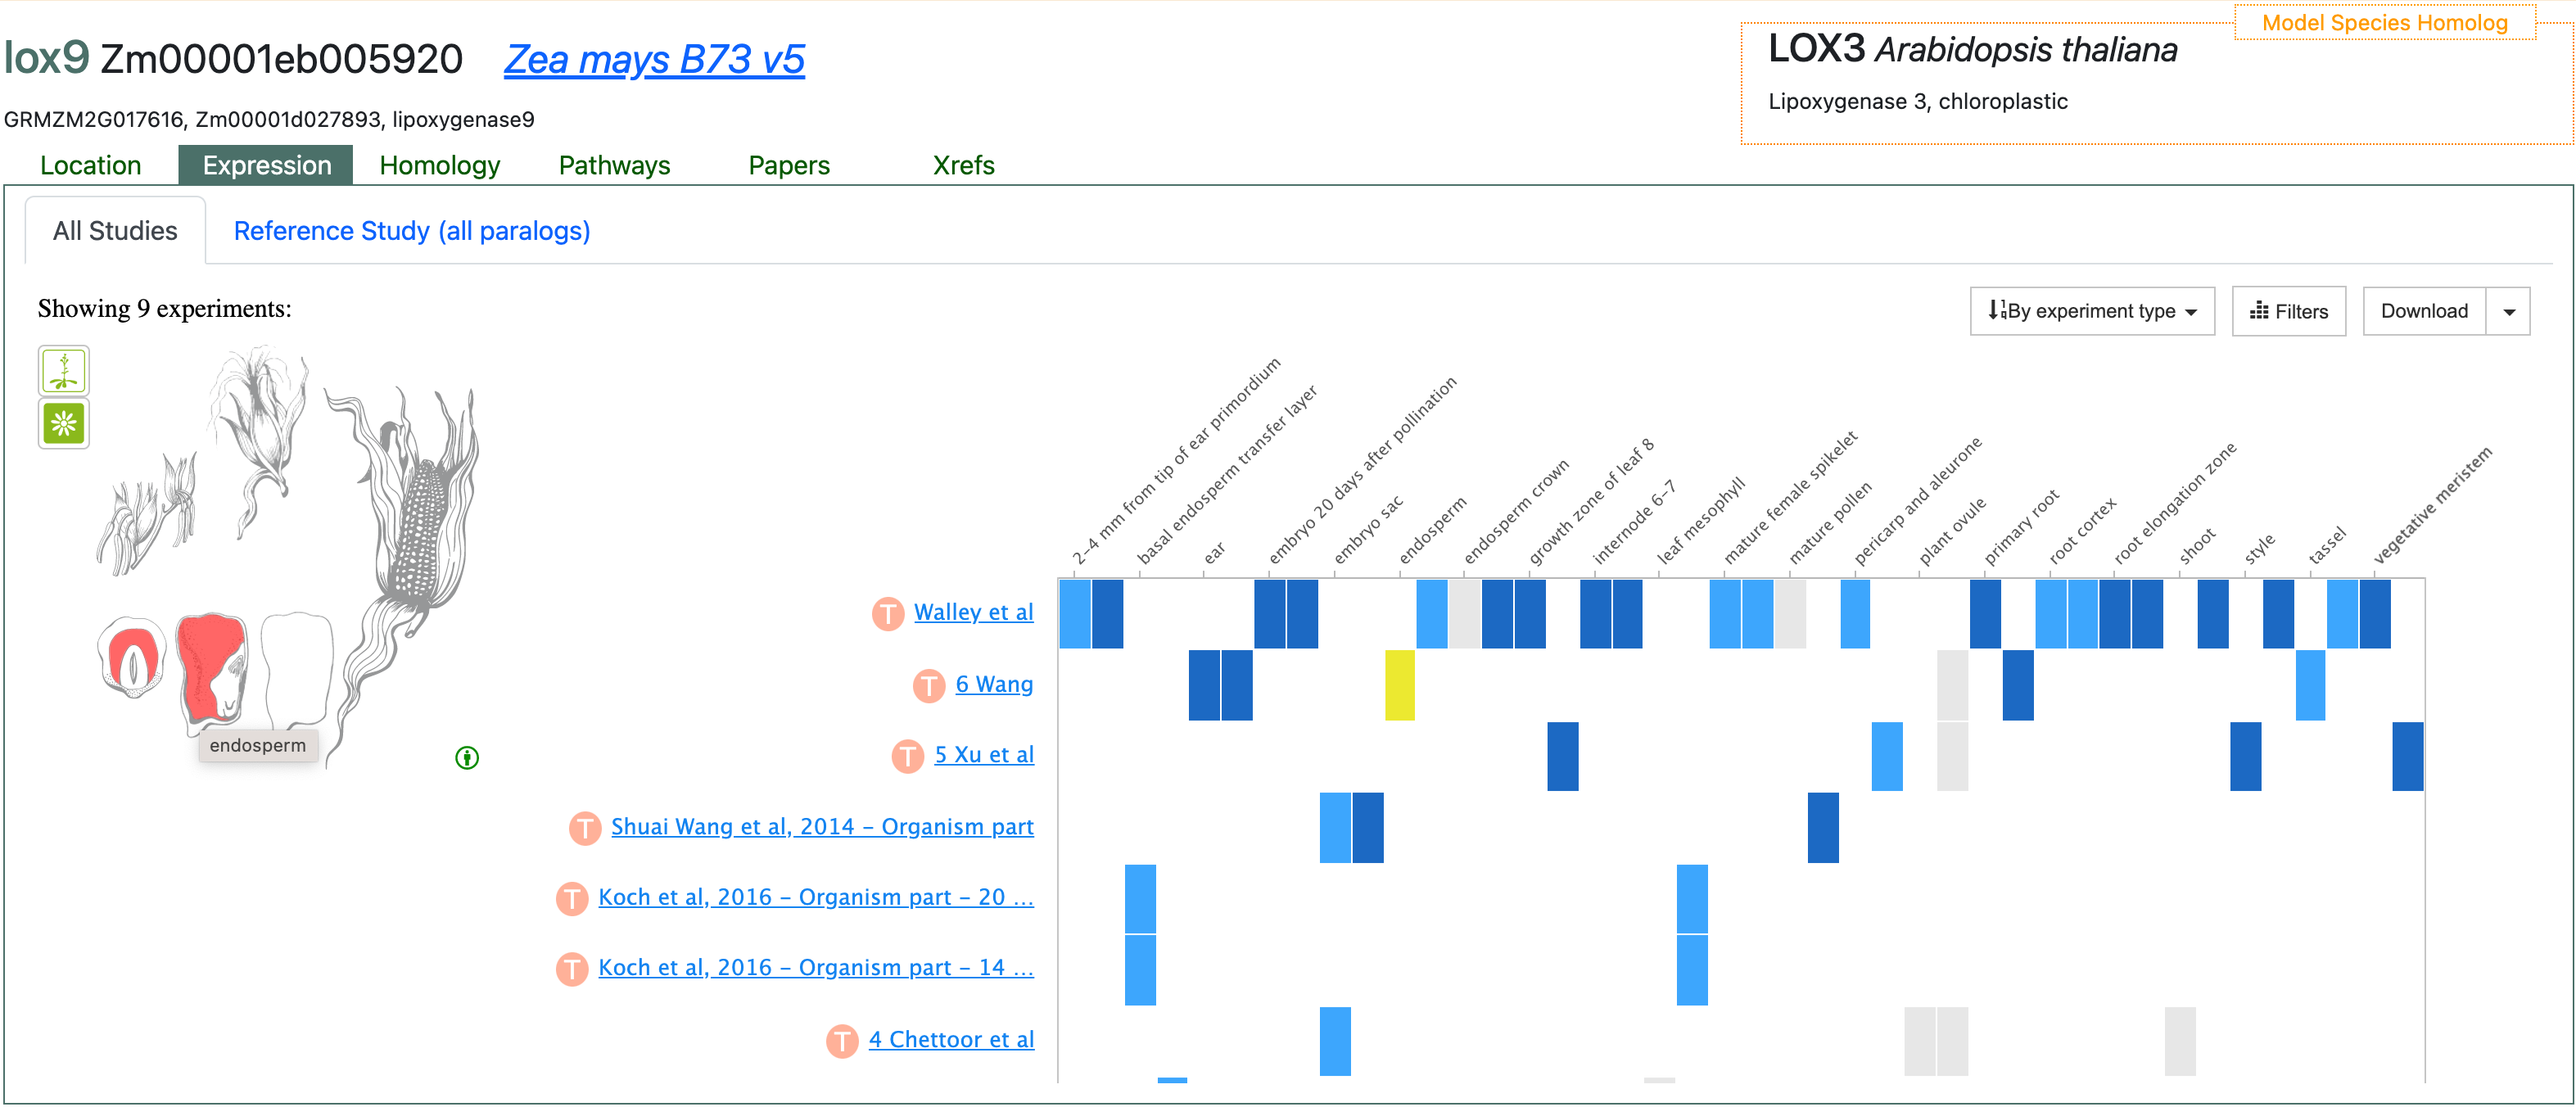 Model Species Homolog
lox9 Zm00001eb005920 Zea mays B73 v5
LOX3 Arabidopsis thaliana
Lipoxygenase 3, chloroplastic
GRMZM2G017616, Zm00001d027893, lipoxygenase9
Location Expression Homology Pathways Papers Xrefs
All Studies Reference Study (all paralogs)
Showing 9 experiments:
By experiment type Filters Download
2–4 mm from tip of ear primordium
basal endosperm transfer layer
ear
embryo 20 days after pollination
embryo sac
endosperm
endosperm crown
growth zone of leaf 8
internode 6–7
leaf mesophyll
mature female spikelet
mature pollen
pericarp and aleurone
plant ovule
primary root
root cortex
root elongation zone
shoot
style
tassel
vegetative meristem
T Walley et al
T 6 Wang
T 5 Xu et al
T Shuai Wang et al, 2014 – Organism part
T Koch et al, 2016 – Organism part – 20 ...
T Koch et al, 2016 – Organism part – 14 ...
T 4 Chettoor et al
endosperm